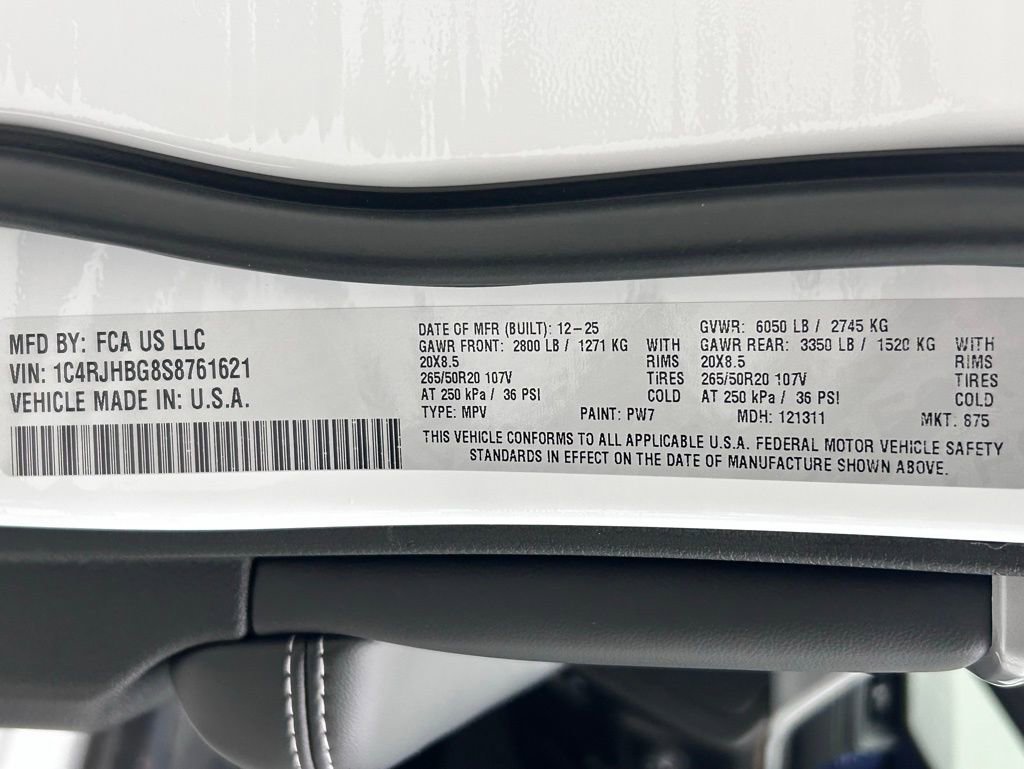 MFD BY: FCA US LLC
VIN: 1C4RJHBG8S8761621
VEHICLE MADE IN: U.S.A.
DATE OF MFR (BUILT): 12-25
GAWR FRONT: 2800 LB / 1271 KG WITH
20X8.5 RIMS
265/50R20 107V TIRES
AT 250 kPa / 36 PSI COLD
TYPE: MPV PAINT: PW7
GVWR: 6050 LB / 2745 KG
GAWR REAR: 3350 LB / 1520 KG WITH
20X8.5 RIMS
265/50R20 107V TIRES
AT 250 kPa / 36 PSI COLD
MDH: 121311 MKT: 875
THIS VEHICLE CONFORMS TO ALL APPLICABLE U.S.A. FEDERAL MOTOR VEHICLE SAFETY
STANDARDS IN EFFECT ON THE DATE OF MANUFACTURE SHOWN ABOVE.